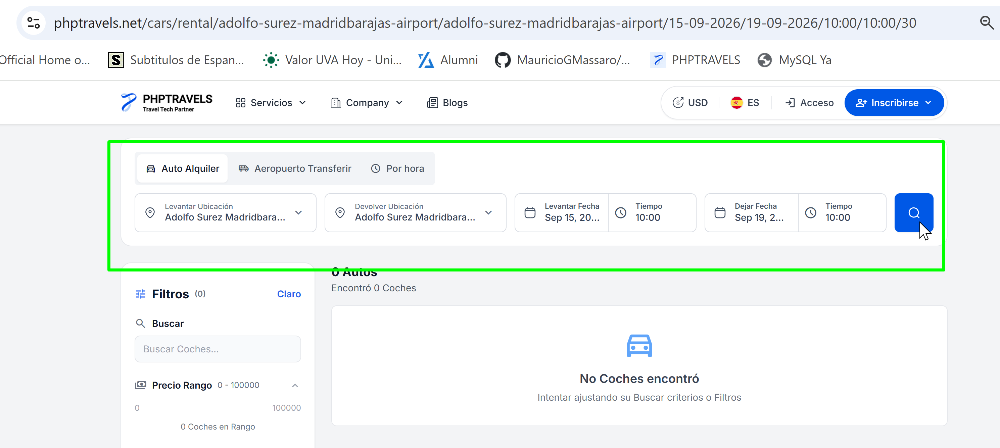 phptravels.net/cars/rental/adolfo-surez-madridbarajas-airport/adolfo-surez-madridbarajas-airport/15-09-2026/19-09-2026/10:00/10:00/30
Official Home o... Subtitulos de Espan... Valor UVA Hoy - Uni... Alumni MauricioGMassaro/... PHPTRAVELS MySQL Ya
PHPTRAVELS
Travel Tech Partner
Servicios Company Blogs USD ES Acceso Inscribirse
Auto Alquiler Aeropuerto Transferir Por hora
Levantar Ubicación Devolver Ubicación Levantar Fecha Tiempo Dejar Fecha Tiempo
Adolfo Surez Madridbara... Adolfo Surez Madridbara... Sep 15, 20... 10:00 Sep 19, 2... 10:00
0 Autos
Encontró 0 Coches
Filtros (0) Claro
Buscar
Buscar Coches...
Precio Rango 0 - 100000
0 100000
0 Coches en Rango
No Coches encontró
Intentar ajustando su Buscar criterios o Filtros